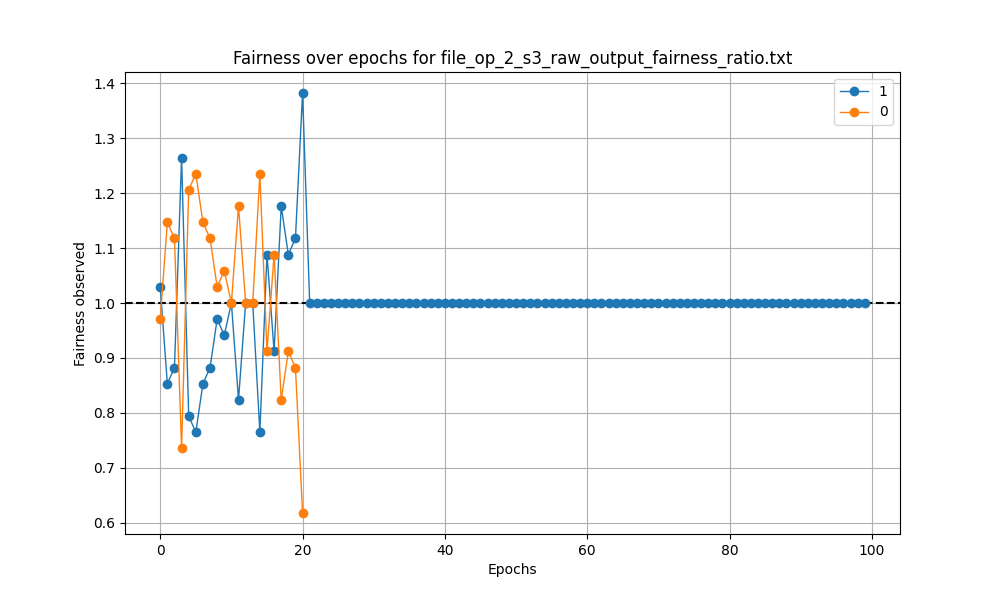 Fairness over epochs for file_op_2_s3_raw_output_fairness_ratio.txt
1
0
1.4
1.3
1.2
1.1
1.0
0.9
0.8
0.7
0.6
Fairness observed
0 20 40 60 80 100
Epochs